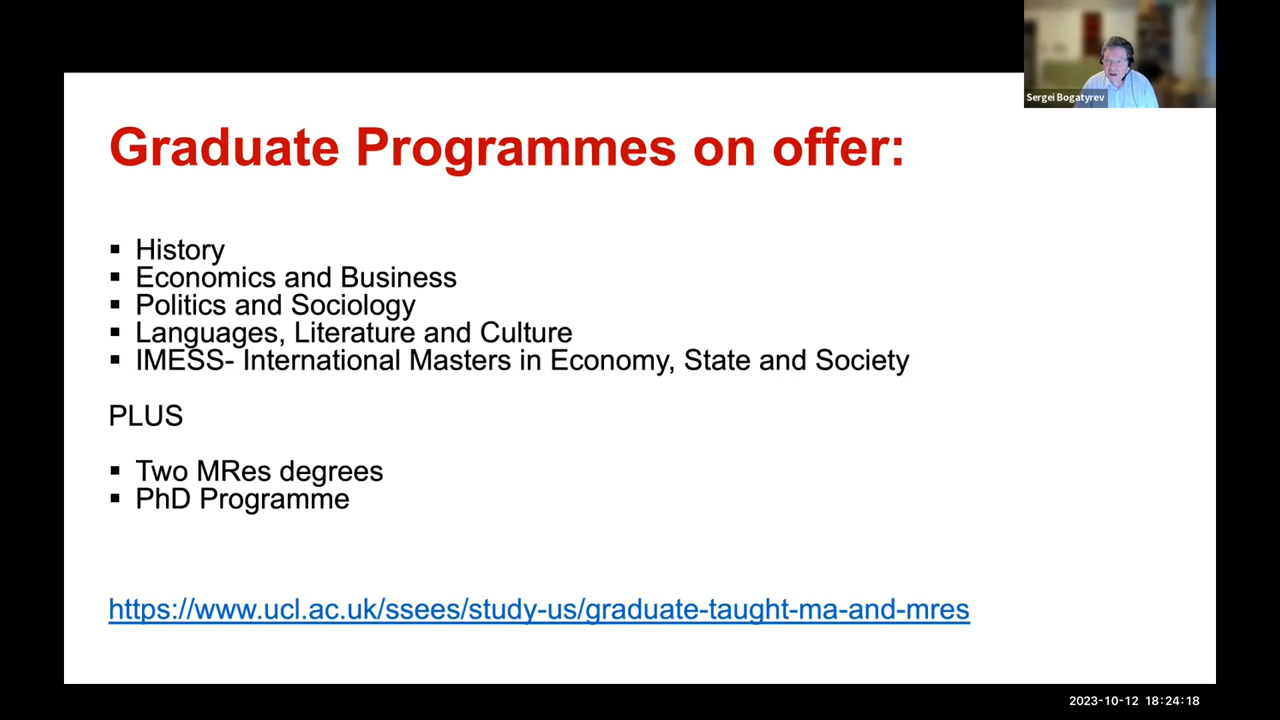 Sergei Bogatyrev
Graduate Programmes on offer:
▪ History
▪ Economics and Business
▪ Politics and Sociology
▪ Languages, Literature and Culture
▪ IMESS- International Masters in Economy, State and Society
PLUS
▪ Two MRes degrees
▪ PhD Programme
https://www.ucl.ac.uk/ssees/study-us/graduate-taught-ma-and-mres
2023-10-12 18:24:18